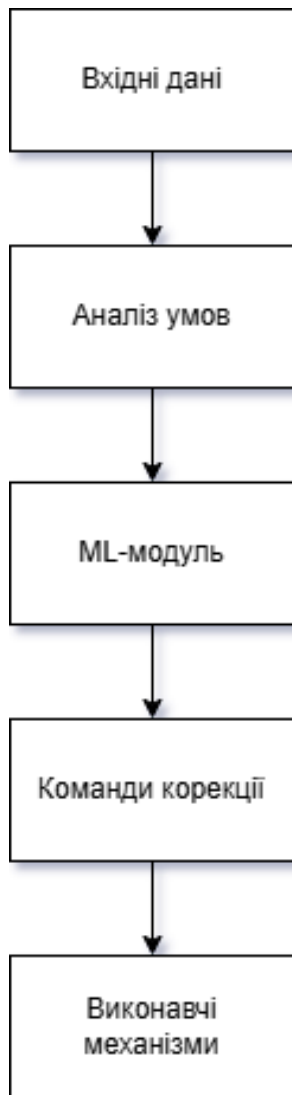 Вхідні дані
Аналіз умов
ML-модуль
Команди корекції
Виконавчі
механізми